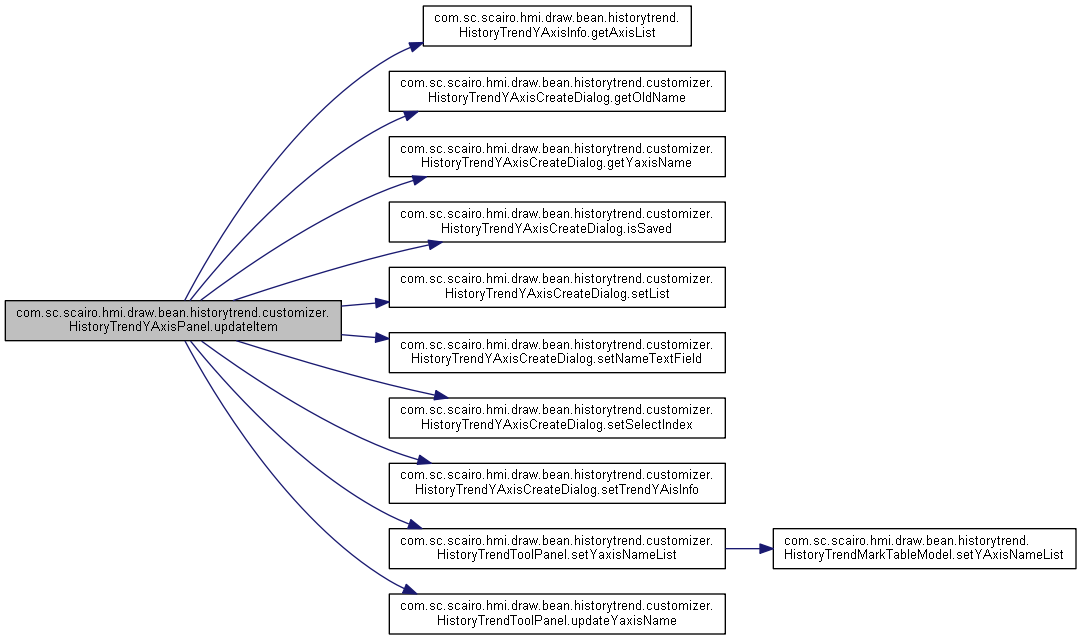 com.sc.scairo.hmi.draw.bean.historytrend.
HistoryTrendYAxisInfo.getAxisList
com.sc.scairo.hmi.draw.bean.historytrend.customizer.
HistoryTrendYAxisCreateDialog.getOldName
com.sc.scairo.hmi.draw.bean.historytrend.customizer.
HistoryTrendYAxisCreateDialog.getYaxisName
com.sc.scairo.hmi.draw.bean.historytrend.customizer.
HistoryTrendYAxisCreateDialog.isSaved
com.sc.scairo.hmi.draw.bean.historytrend.customizer.
HistoryTrendYAxisCreateDialog.setList
com.sc.scairo.hmi.draw.bean.historytrend.customizer.
HistoryTrendYAxisPanel.updateItem
com.sc.scairo.hmi.draw.bean.historytrend.customizer.
HistoryTrendYAxisCreateDialog.setNameTextField
com.sc.scairo.hmi.draw.bean.historytrend.customizer.
HistoryTrendYAxisCreateDialog.setSelectIndex
com.sc.scairo.hmi.draw.bean.historytrend.customizer.
HistoryTrendYAxisCreateDialog.setTrendYAisInfo
com.sc.scairo.hmi.draw.bean.historytrend.customizer.
HistoryTrendToolPanel.setYaxisNameList
com.sc.scairo.hmi.draw.bean.historytrend.
HistoryTrendMarkTableModel.setYAxisNameList
com.sc.scairo.hmi.draw.bean.historytrend.customizer.
HistoryTrendToolPanel.updateYaxisName